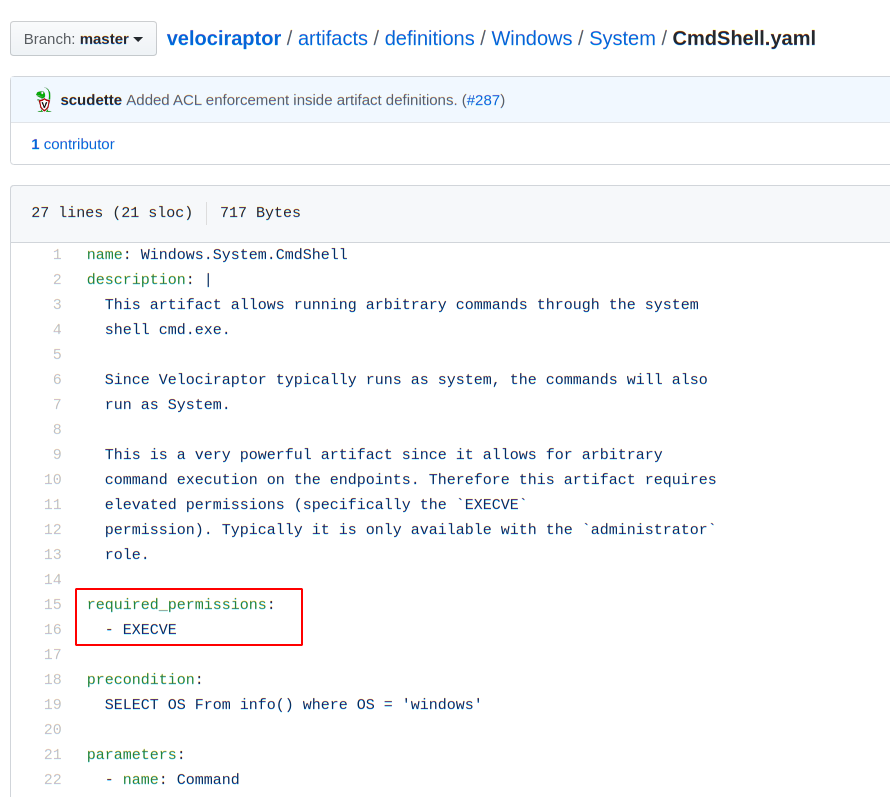 Branch: master velociraptor / artifacts / definitions / Windows / System / CmdShell.yaml
scudette Added ACL enforcement inside artifact definitions. (#287)
1 contributor
27 lines (21 sloc) 717 Bytes
1 name: Windows.System.CmdShell
2 description: |
3 This artifact allows running arbitrary commands through the system
4 shell cmd.exe.
5
6 Since Velociraptor typically runs as system, the commands will also
7 run as System.
8
9 This is a very powerful artifact since it allows for arbitrary
10 command execution on the endpoints. Therefore this artifact requires
11 elevated permissions (specifically the `EXECVE`
12 permission). Typically it is only available with the `administrator`
13 role.
14
15 required_permissions:
16 - EXECVE
17
18 precondition:
19 SELECT OS From info() where OS = 'windows'
20
21 parameters:
22 - name: Command